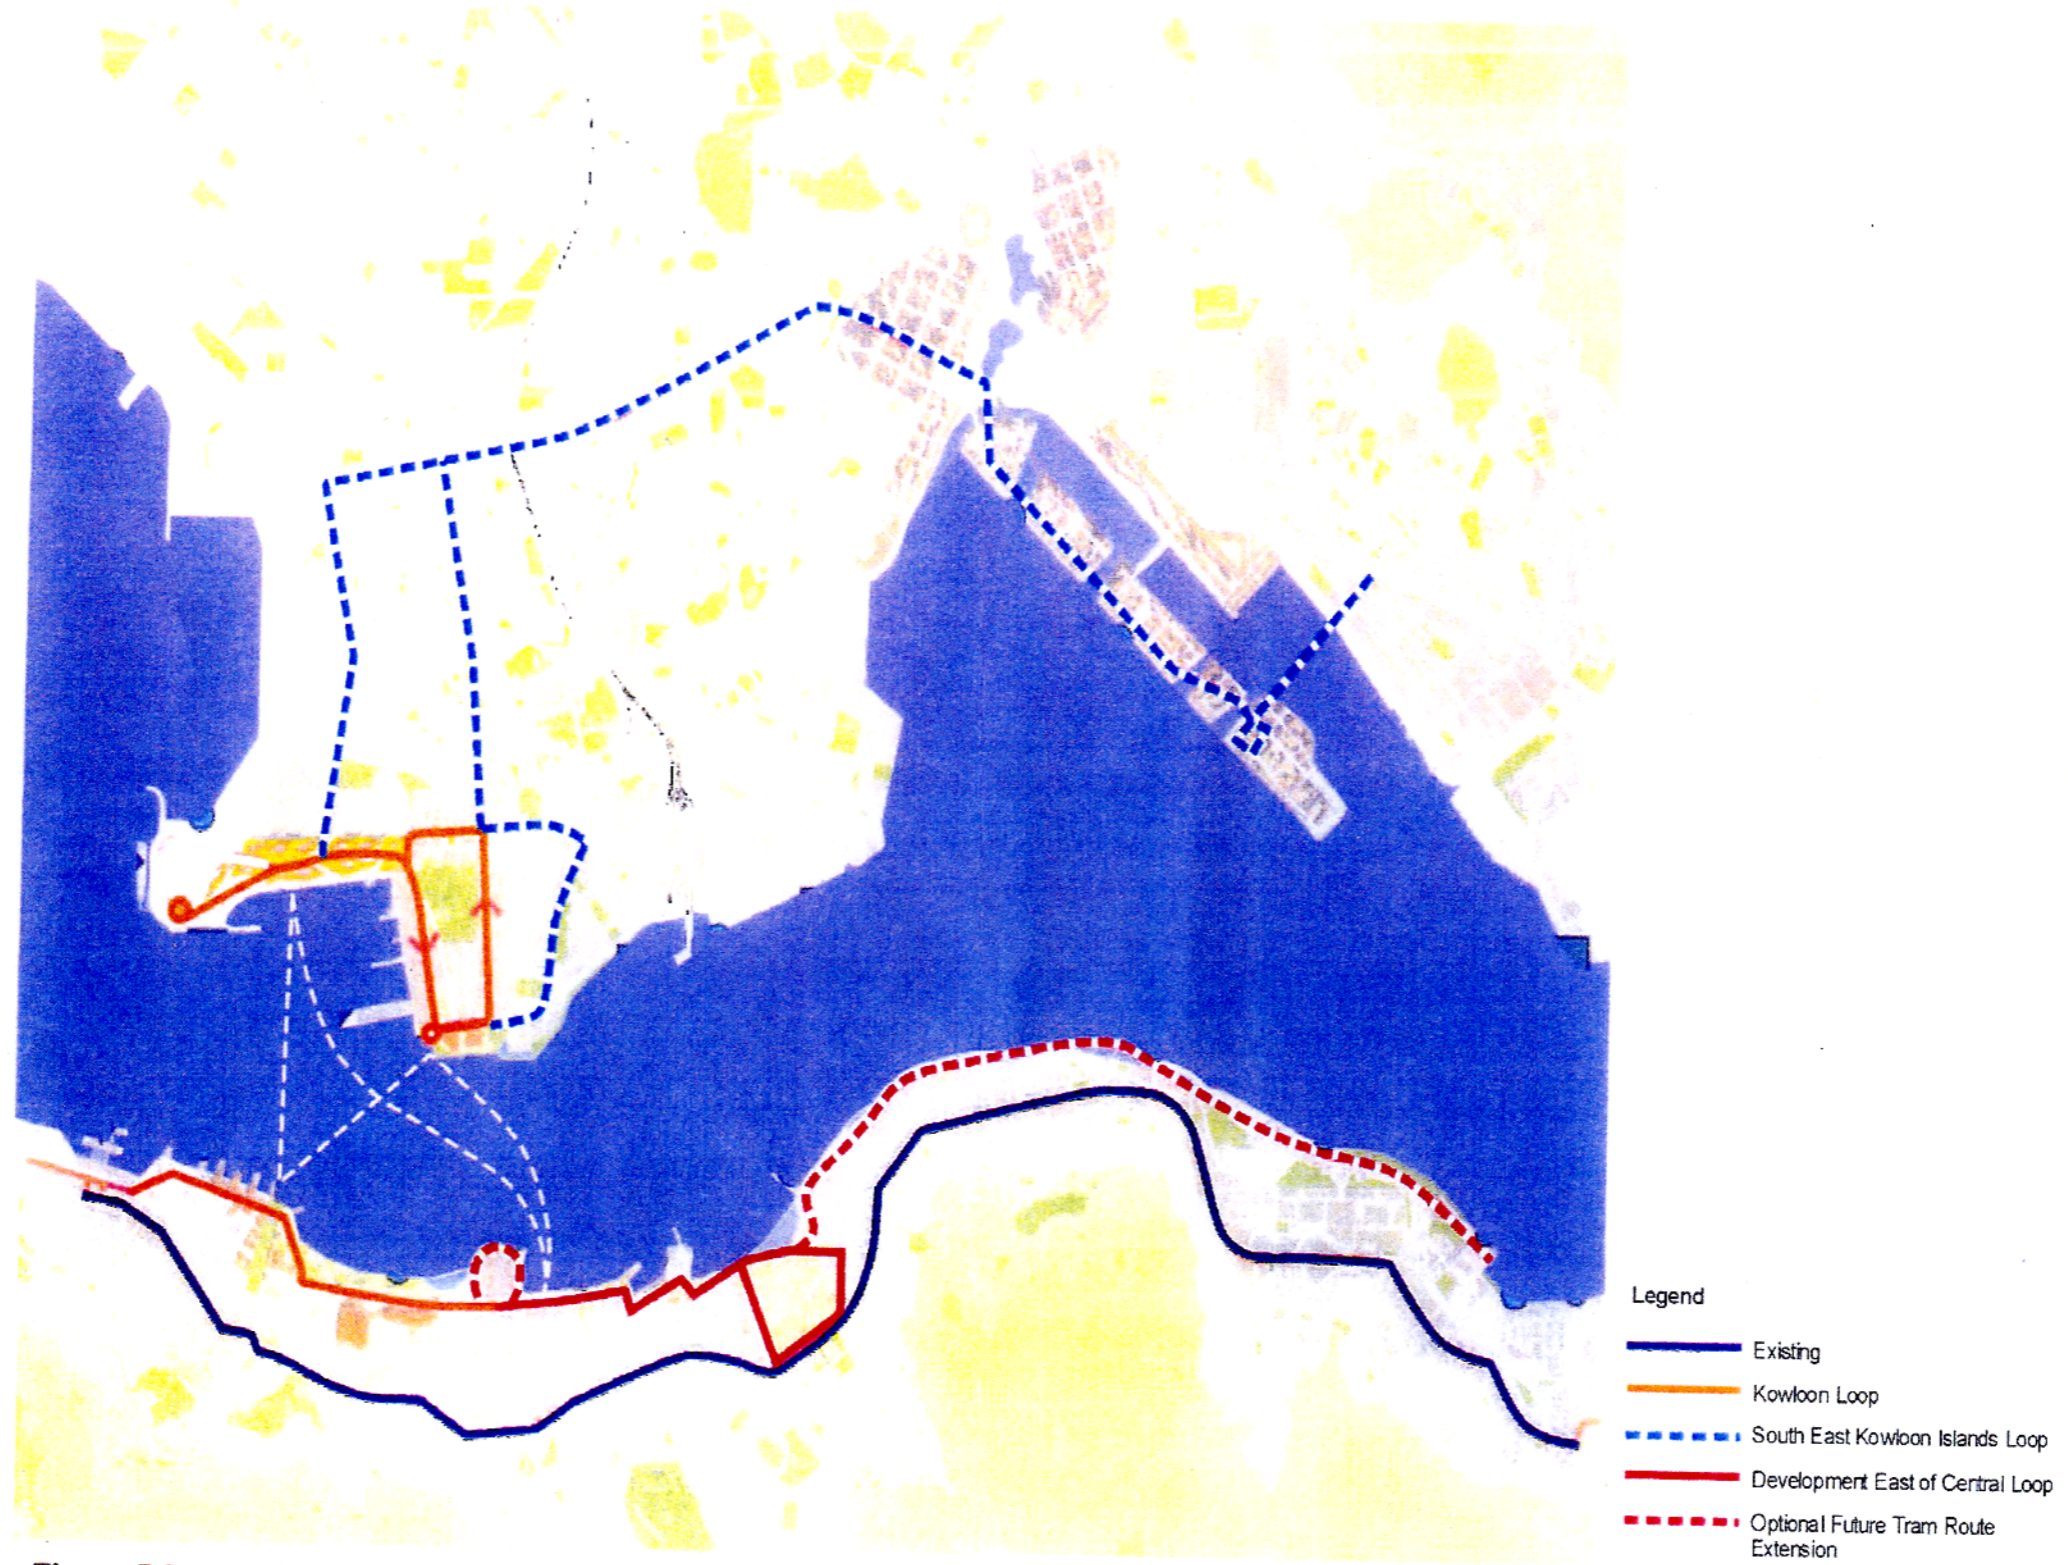 Legend
Existing
Kowloon Loop
South East Kowloon Islands Loop
Development East of Central Loop
Optional Future Tram Route
Extension